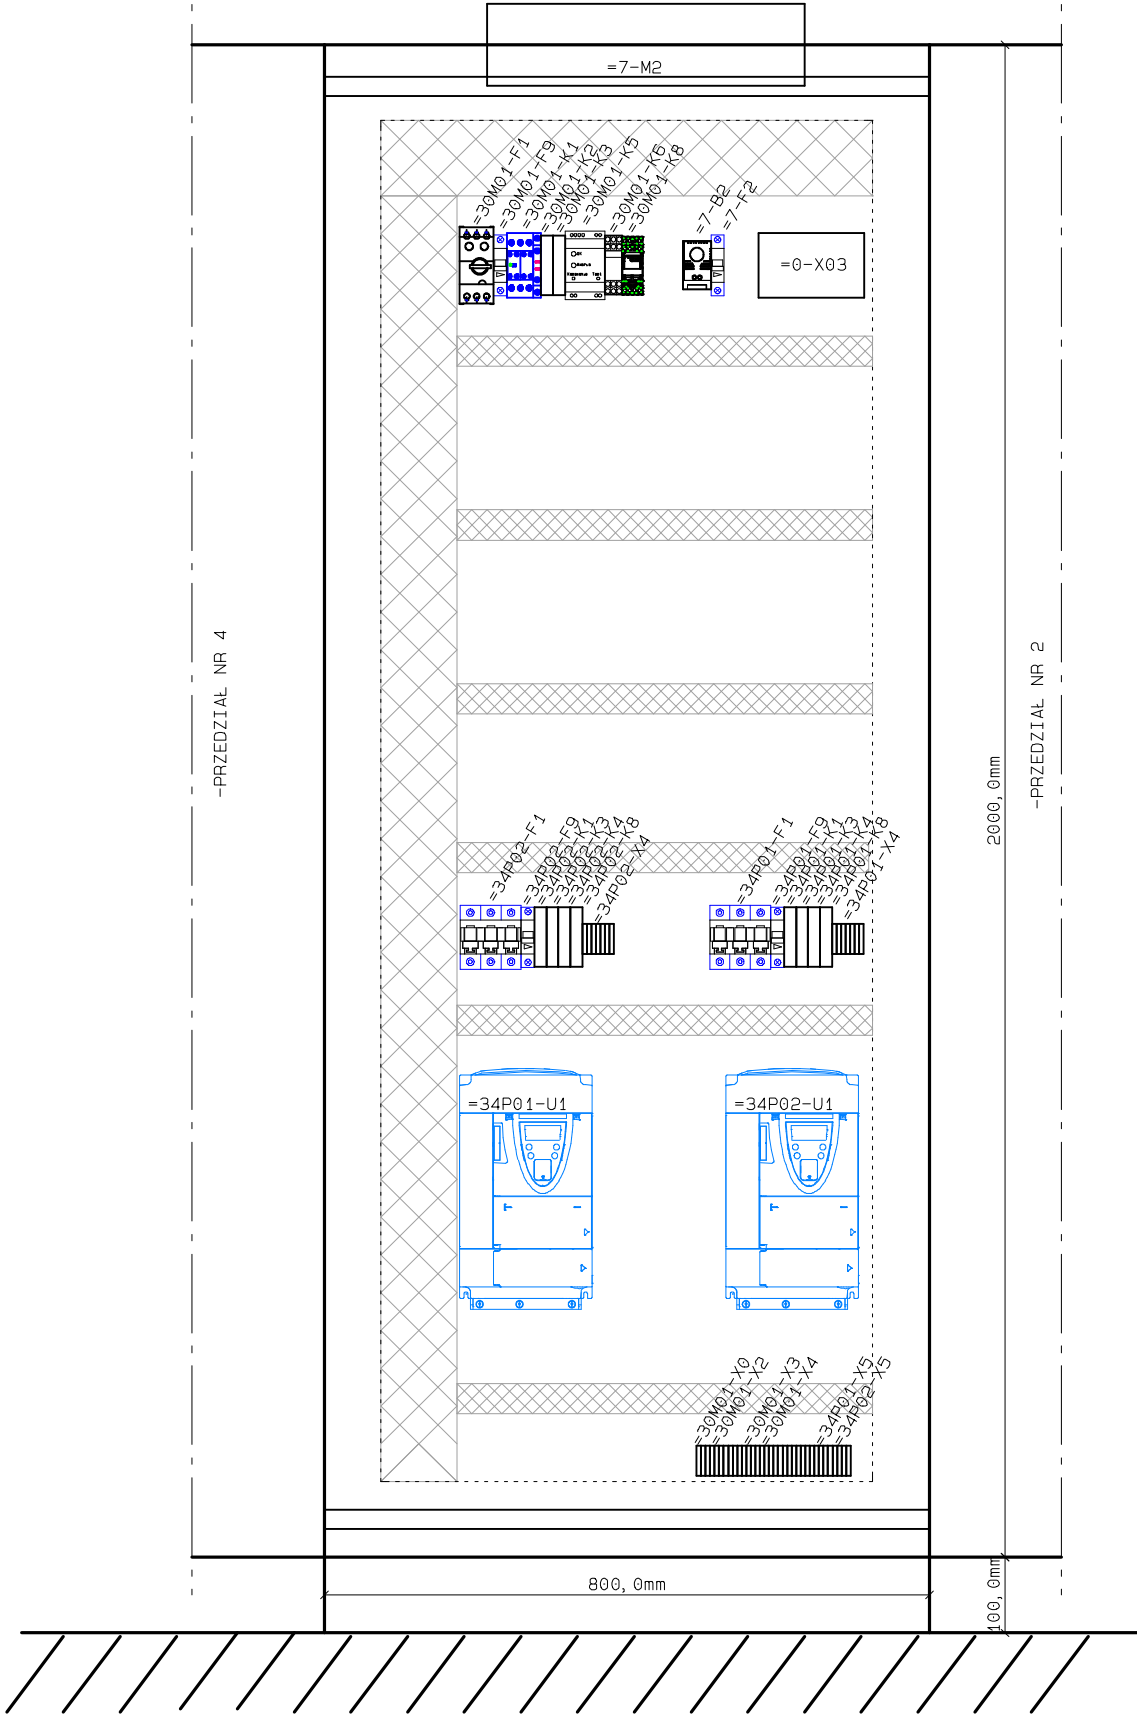 =7-M2
=30M01-F1
=30M01-F9
=30M01-K1
=30M01-K2
=30M01-K3
=30M01-K5
=30M01-K6
=30M01-K8
=7-B2
=7-F2
=0-X03
-PRZEDZIAŁ NR 4
-PRZEDZIAŁ NR 2
2000,0mm
=34P02-F1
=34P02-F9
=34P02-K1
=34P02-K3
=34P02-K4
=34P02-K8
=34P02-X4
=34P01-F1
=34P01-F9
=34P01-K1
=34P01-K3
=34P01-K4
=34P01-K8
=34P01-X4
=34P01-U1
=34P02-U1
=30M01-X0
=30M01-X2
=30M01-X3
=30M01-X4
=34P01-X5
=34P02-X5
800,0mm
100,0mm